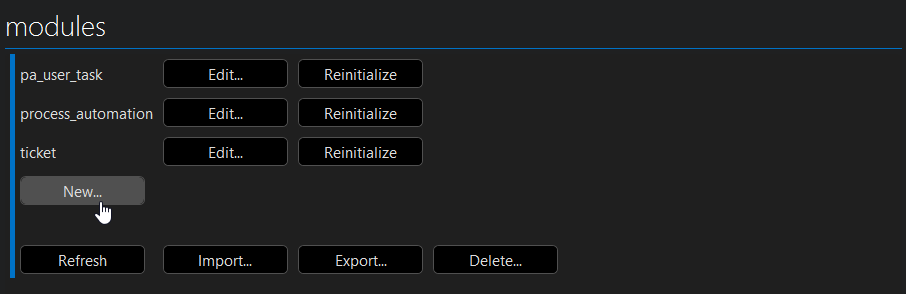 modules
pa_user_task Edit... Reinitialize
process_automation Edit... Reinitialize
ticket Edit... Reinitialize
New...
Refresh Import... Export... Delete...